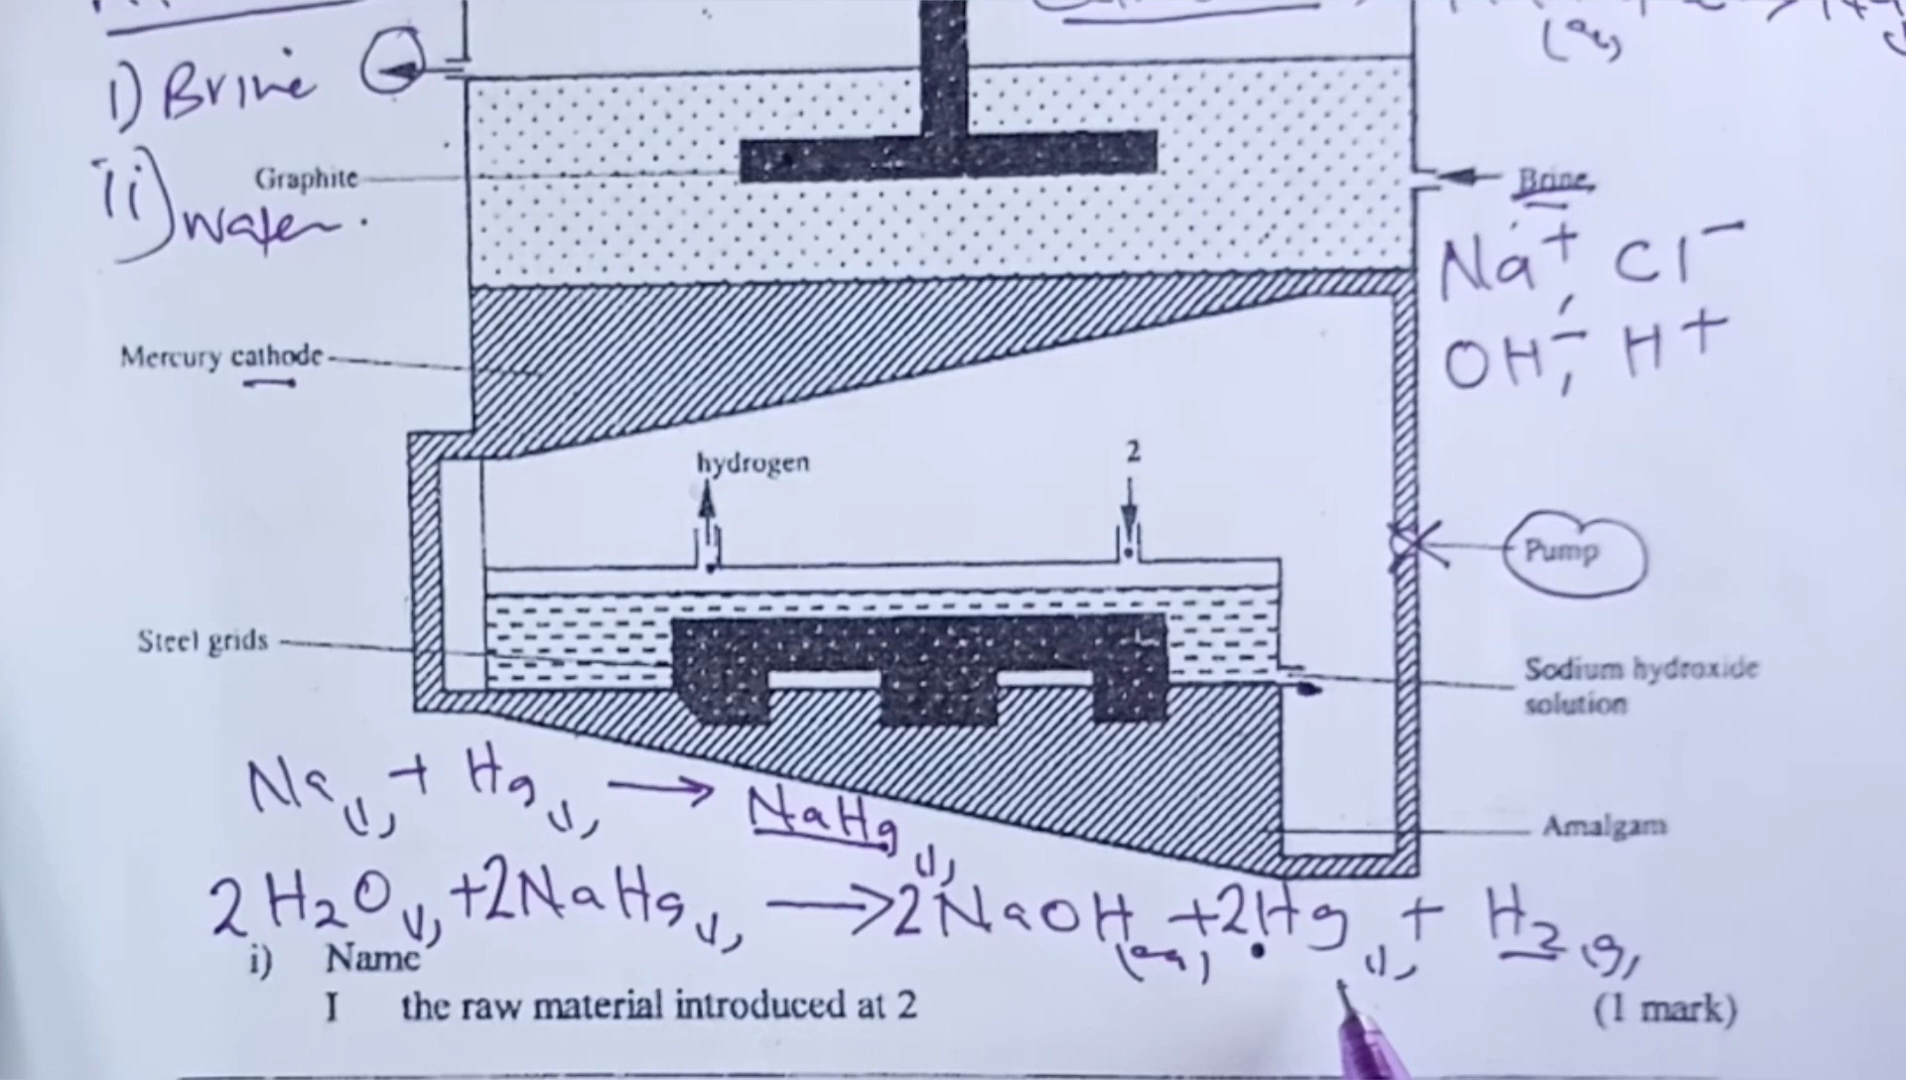 i) Brine
Graphite
Brine
ii) Water.
Na+, Cl-
OH-, H+
Mercury cathode
hydrogen
2
Pump
Steel grids
Sodium hydroxide
solution
Na(l) + Hg(l) → NaHg(l)
Amalgam
2H2O(l) + 2NaHg(l) → 2NaOH(aq) + 2Hg(l) + H2(g)
i) Name
I the raw material introduced at 2 (1 mark)